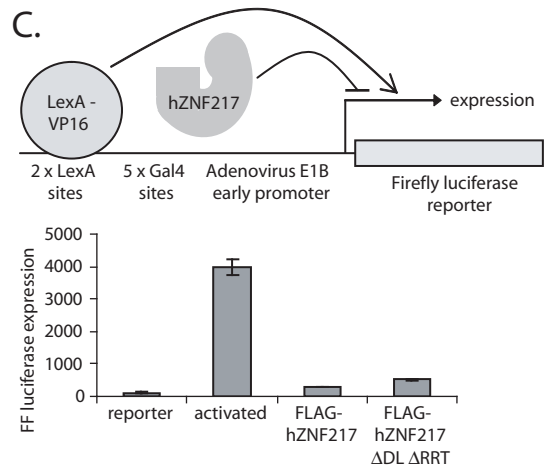 C.
LexA -
VP16
hZNF217
expression
2 x LexA
sites
5 x Gal4
sites
Adenovirus E1B
early promoter
Firefly luciferase
reporter
FF luciferase expression
5000
4000
3000
2000
1000
0
reporter
activated
FLAG-
hZNF217
FLAG-
hZNF217
ΔDL ΔRRT